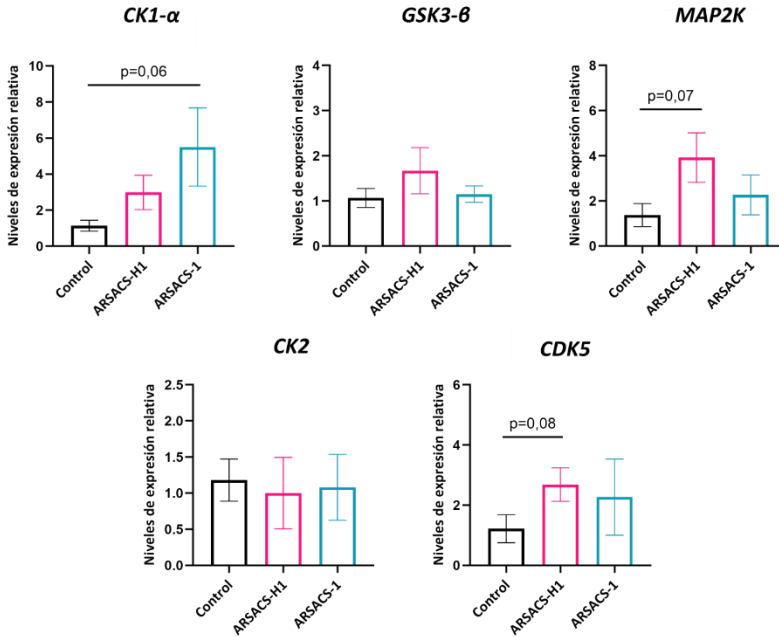 CK1-α
Niveles de expresión relativa
10
8
6
4
2
0
p=0,06
Control
ARSACS-H1
ARSACS-1
GSK3-β
Niveles de expresión relativa
4
3
2
1
0
Control
ARSACS-H1
ARSACS-1
MAP2K
Niveles de expresión relativa
8
6
4
2
0
p=0,07
Control
ARSACS-H1
ARSACS-1
CK2
Niveles de expresión relativa
2.5
2.0
1.5
1.0
0.5
0.0
Control
ARSACS-H1
ARSACS-1
CDK5
Niveles de expresión relativa
6
4
2
0
p=0,08
Control
ARSACS-H1
ARSACS-1